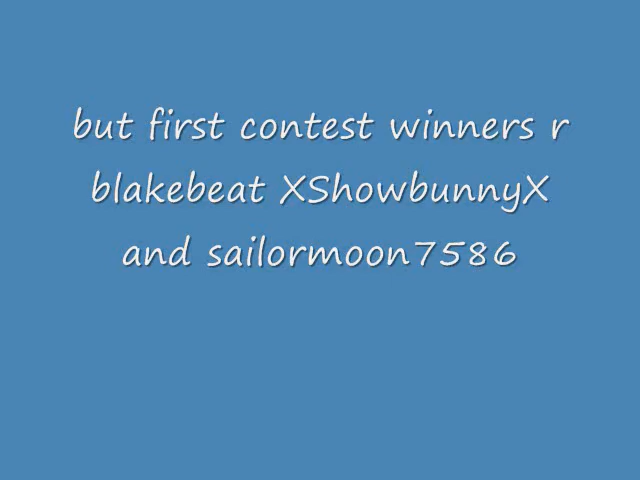 but first contest winners r
blakebeat XShowbunnyX
and sailormoon7586